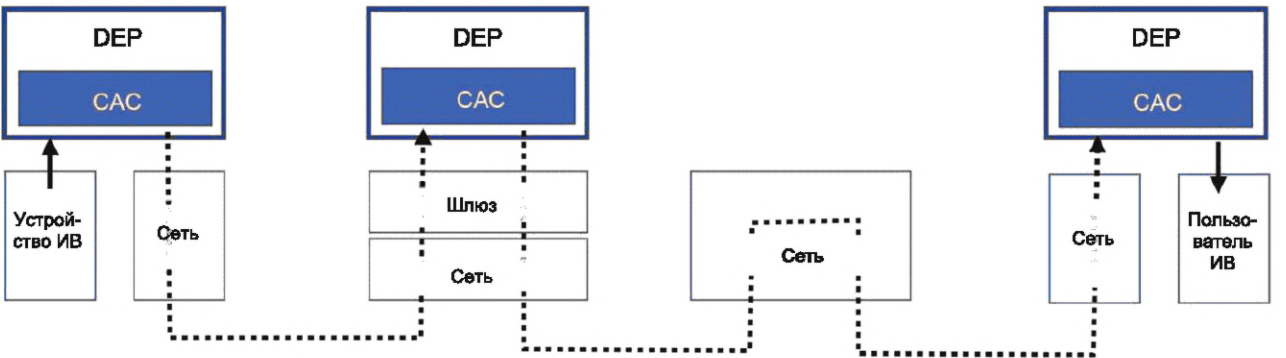 DEP
CAC
Устрой-
ство ИВ
Сеть
DEP
CAC
Шлюз
Сеть
Сеть
DEP
CAC
Сеть
Пользо-
ватель
ИВ